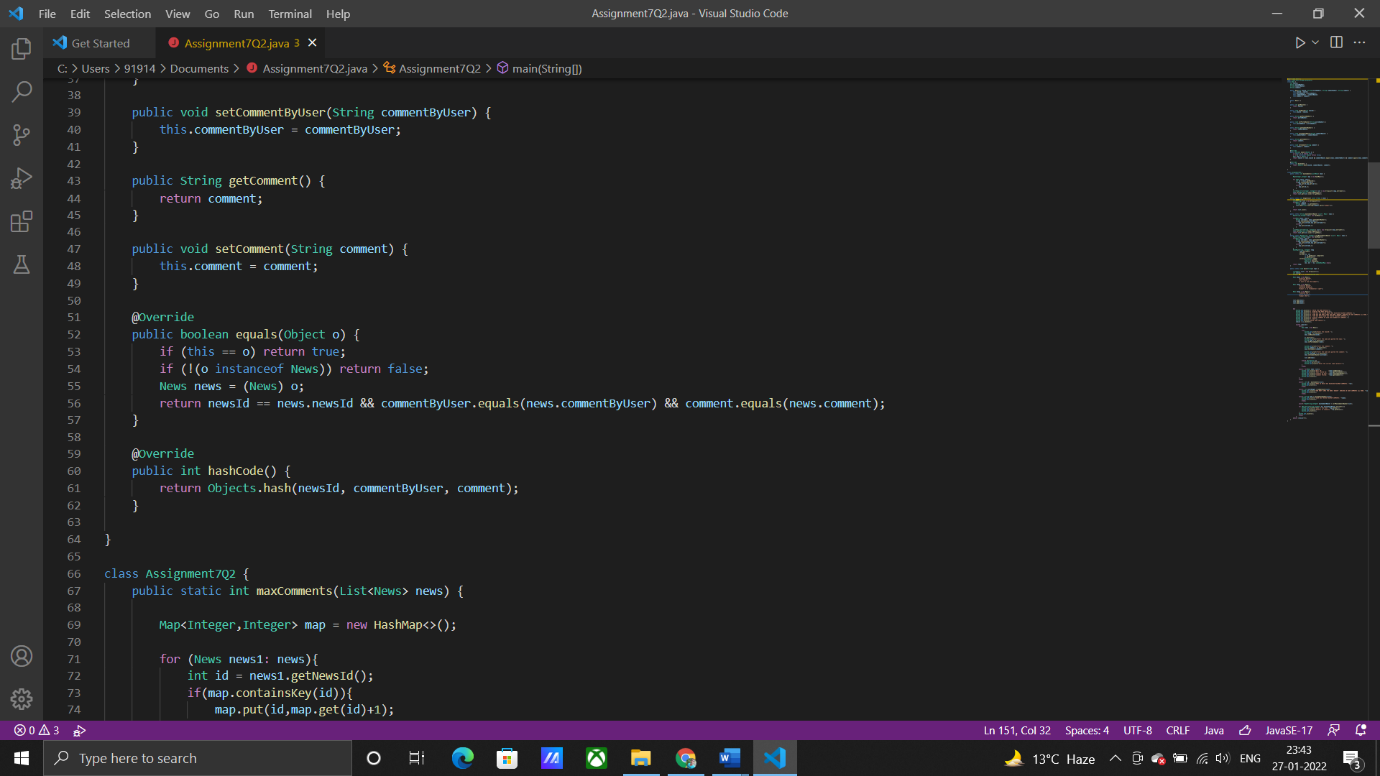 File Edit Selection View Go Run Terminal Help
Assignment7Q2.java - Visual Studio Code
Get Started
Assignment7Q2.java 3
C: > Users > 91914 > Documents > Assignment7Q2.java > Assignment7Q2 > main(String[])
37 }
38
39 public void setCommentByUser(String commentByUser) {
40 this.commentByUser = commentByUser;
41 }
42
43 public String getComment() {
44 return comment;
45 }
46
47 public void setComment(String comment) {
48 this.comment = comment;
49 }
50
51 @Override
52 public boolean equals(Object o) {
53 if (this == o) return true;
54 if (!(o instanceof News)) return false;
55 News news = (News) o;
56 return newsId == news.newsId && commentByUser.equals(news.commentByUser) && comment.equals(news.comment);
57 }
58
59 @Override
60 public int hashCode() {
61 return Objects.hash(newsId, commentByUser, comment);
62 }
63
64 }
65
66 class Assignment7Q2 {
67 public static int maxComments(List<News> news) {
68
69 Map<Integer,Integer> map = new HashMap<>();
70
71 for (News news1: news){
72 int id = news1.getNewsId();
73 if(map.containsKey(id)){
74 map.put(id,map.get(id)+1);
0 3
Ln 151, Col 32 Spaces: 4 UTF-8 CRLF Java JavaSE-17
Type here to search
13°C Haze
ENG
23:43
27-01-2022
3